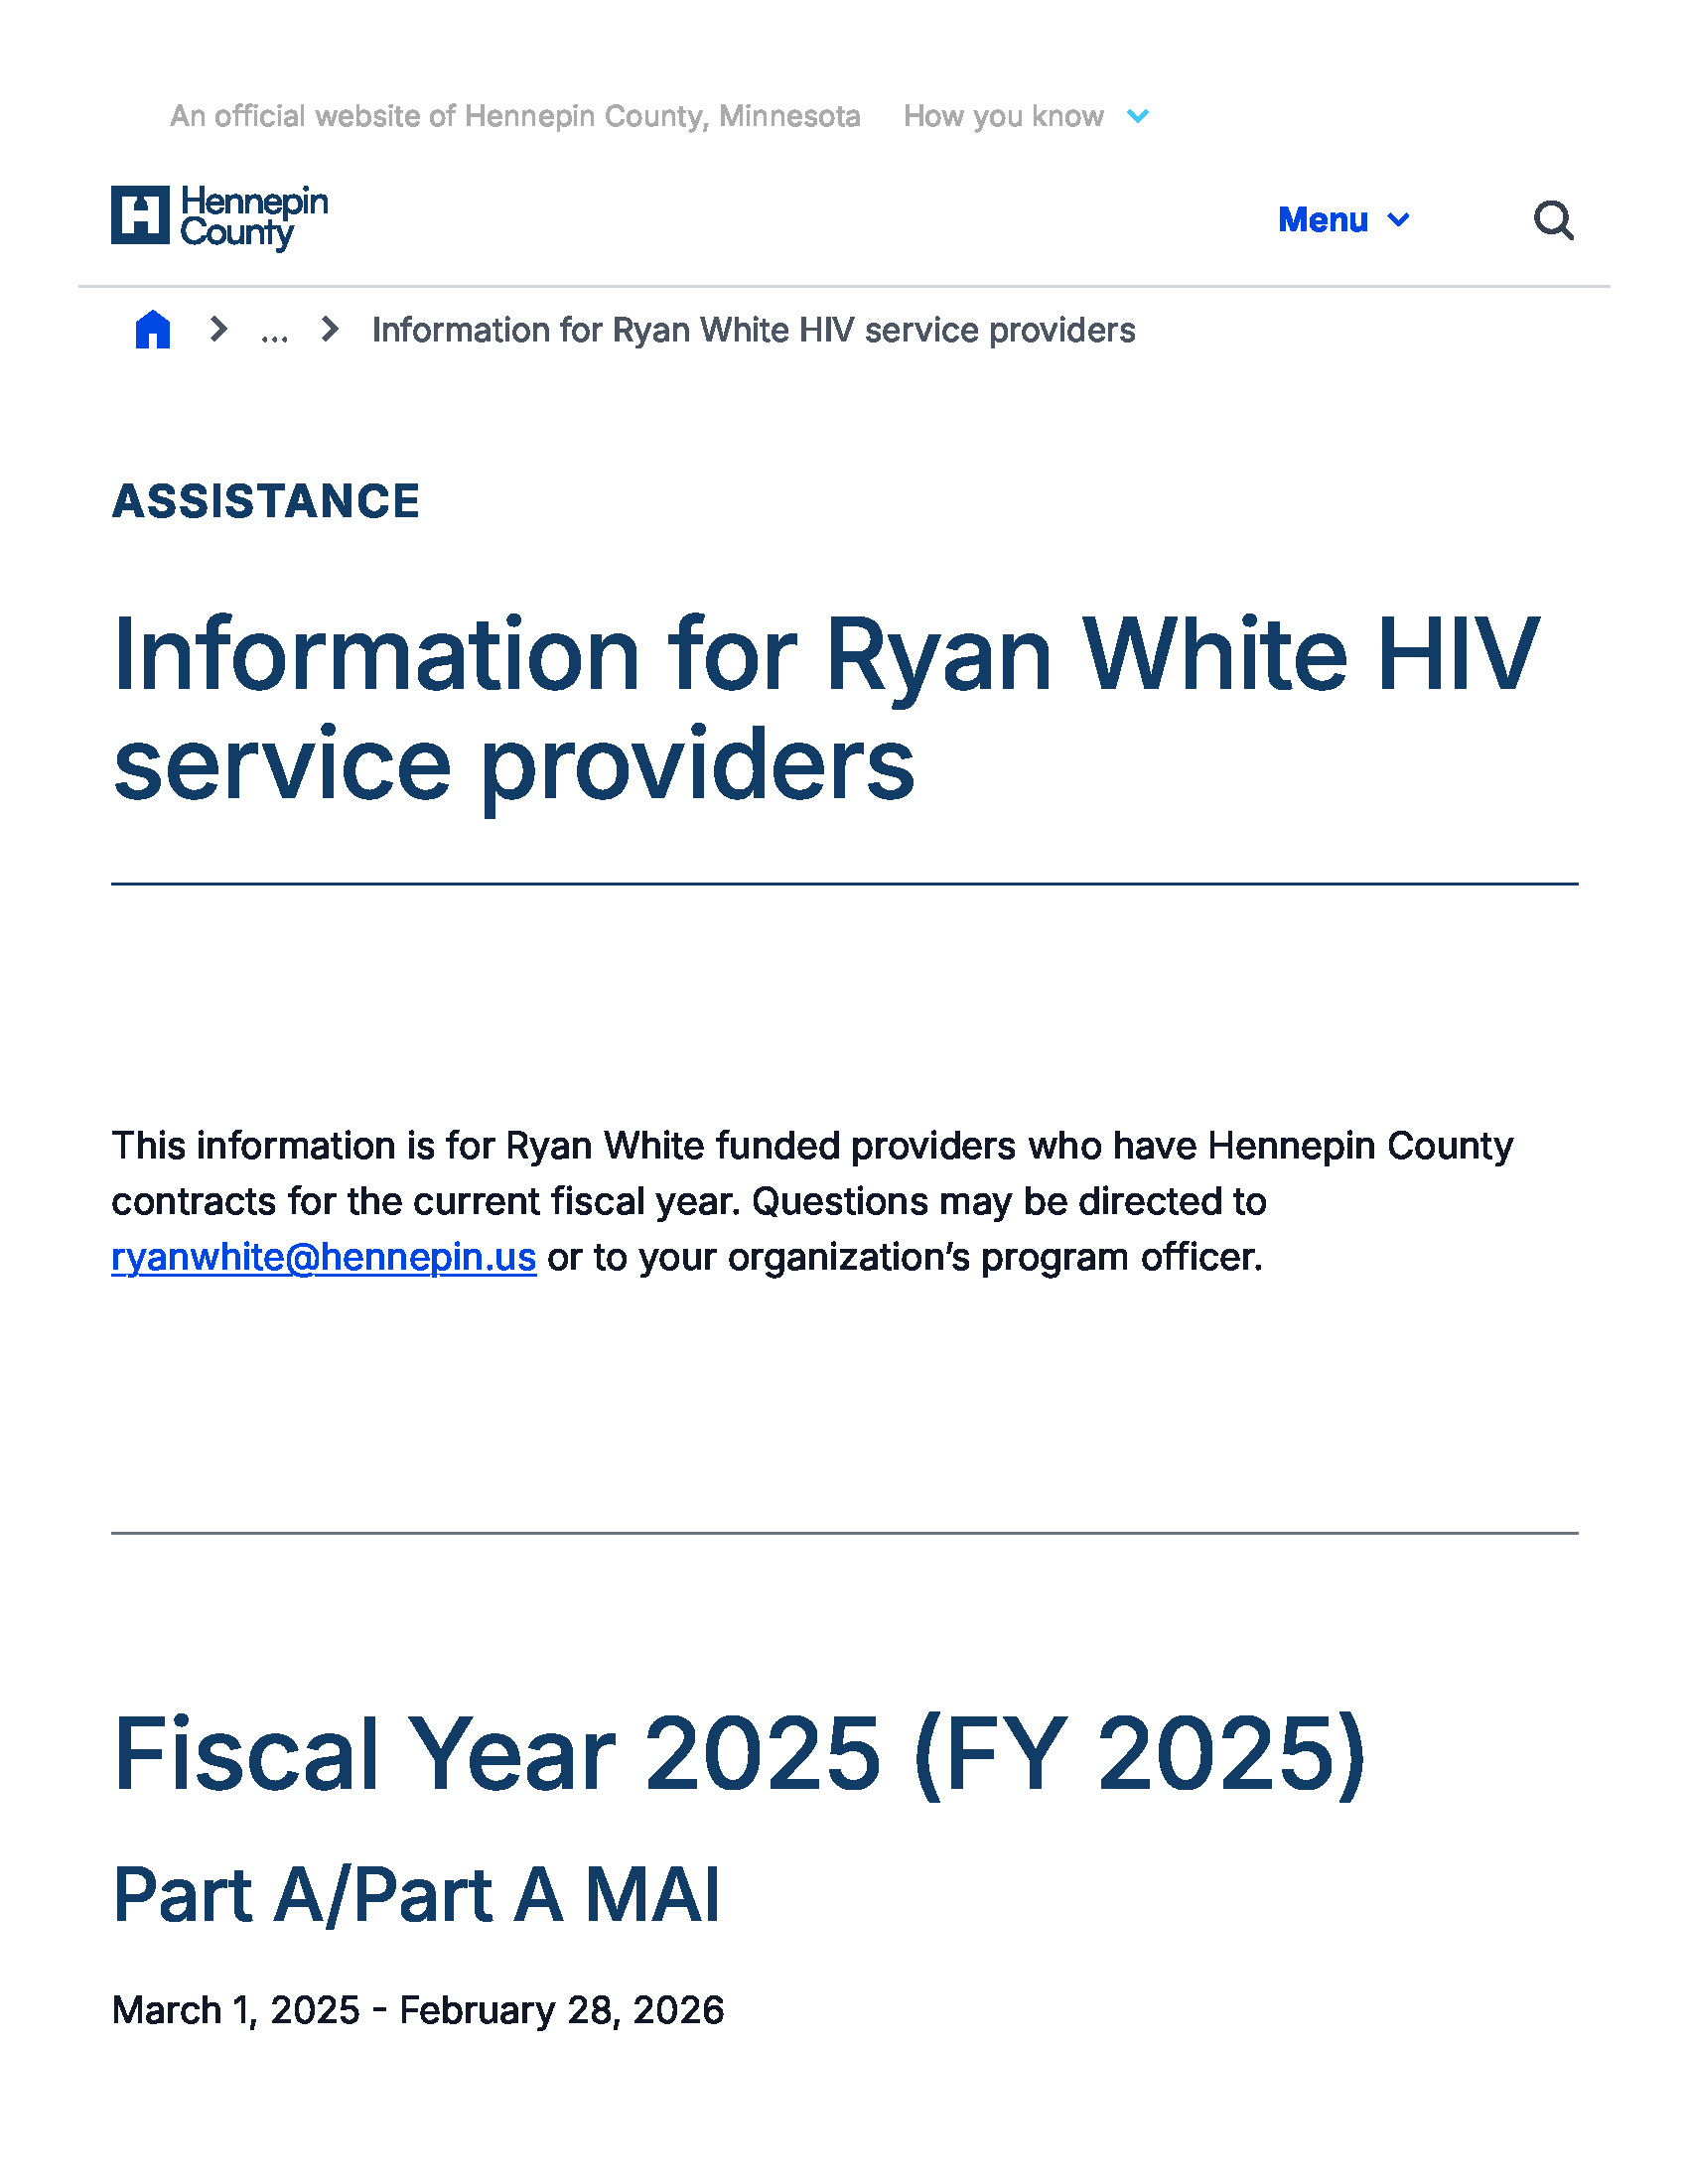 An official website of Hennepin County, Minnesota How you know
Hennepin
County
Menu
... Information for Ryan White HIV service providers
ASSISTANCE
Information for Ryan White HIV
service providers
This information is for Ryan White funded providers who have Hennepin County
contracts for the current fiscal year. Questions may be directed to
ryanwhite@hennepin.us or to your organization’s program officer.
Fiscal Year 2025 (FY 2025)
Part A/Part A MAI
March 1, 2025 - February 28, 2026